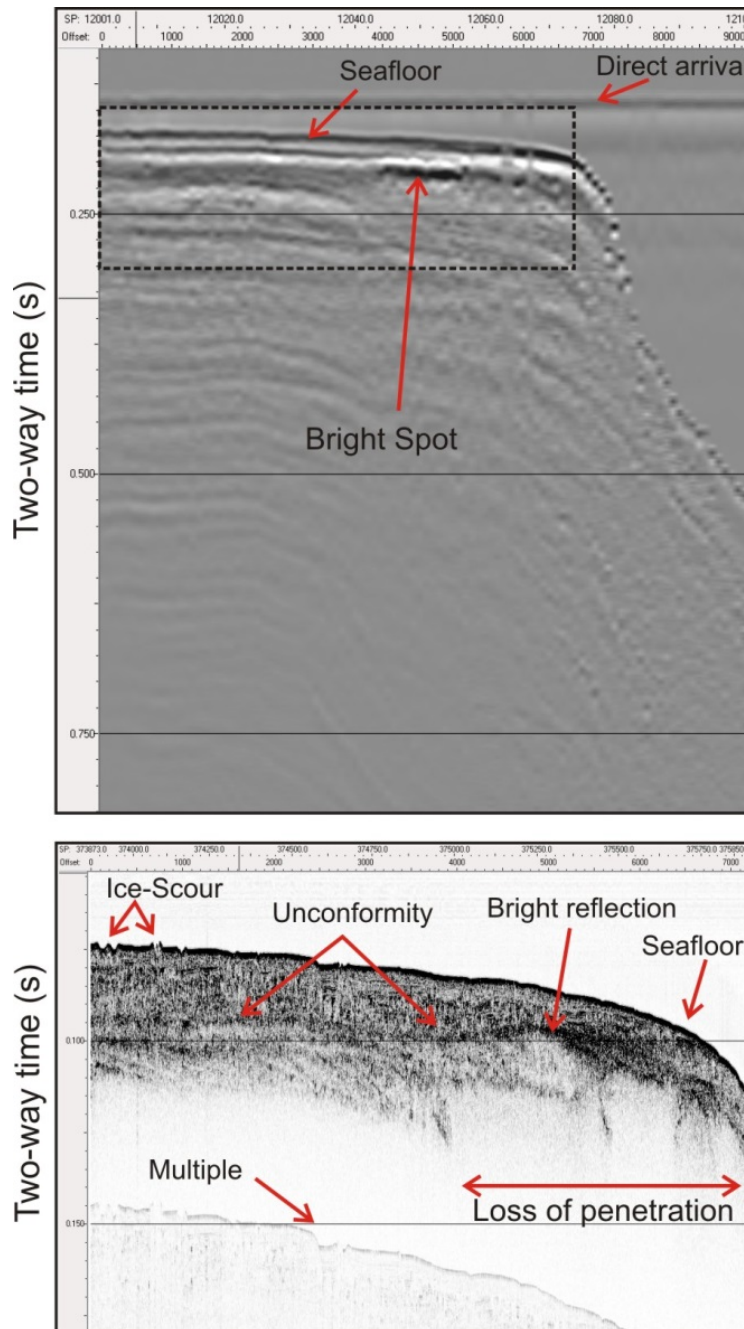 SP: 12001.0 12020.0 12040.0 12060.0 12080.0
Offset: 0 1000 2000 3000 4000 5000 6000 7000 8000 9000
Seafloor
Direct arrival
0.250
Two-way time (s)
Bright Spot
0.500
0.750
SP: 373873.0 374000.0 374250.0 374500.0 374750.0 375000.0 375250.0 375500.0 375750.0
Offset: 0 1000 2000 3000 4000 5000 6000 7000
Ice-Scour
Unconformity
Bright reflection
Seafloor
Two-way time (s)
0.100
Multiple
Loss of penetration
0.150